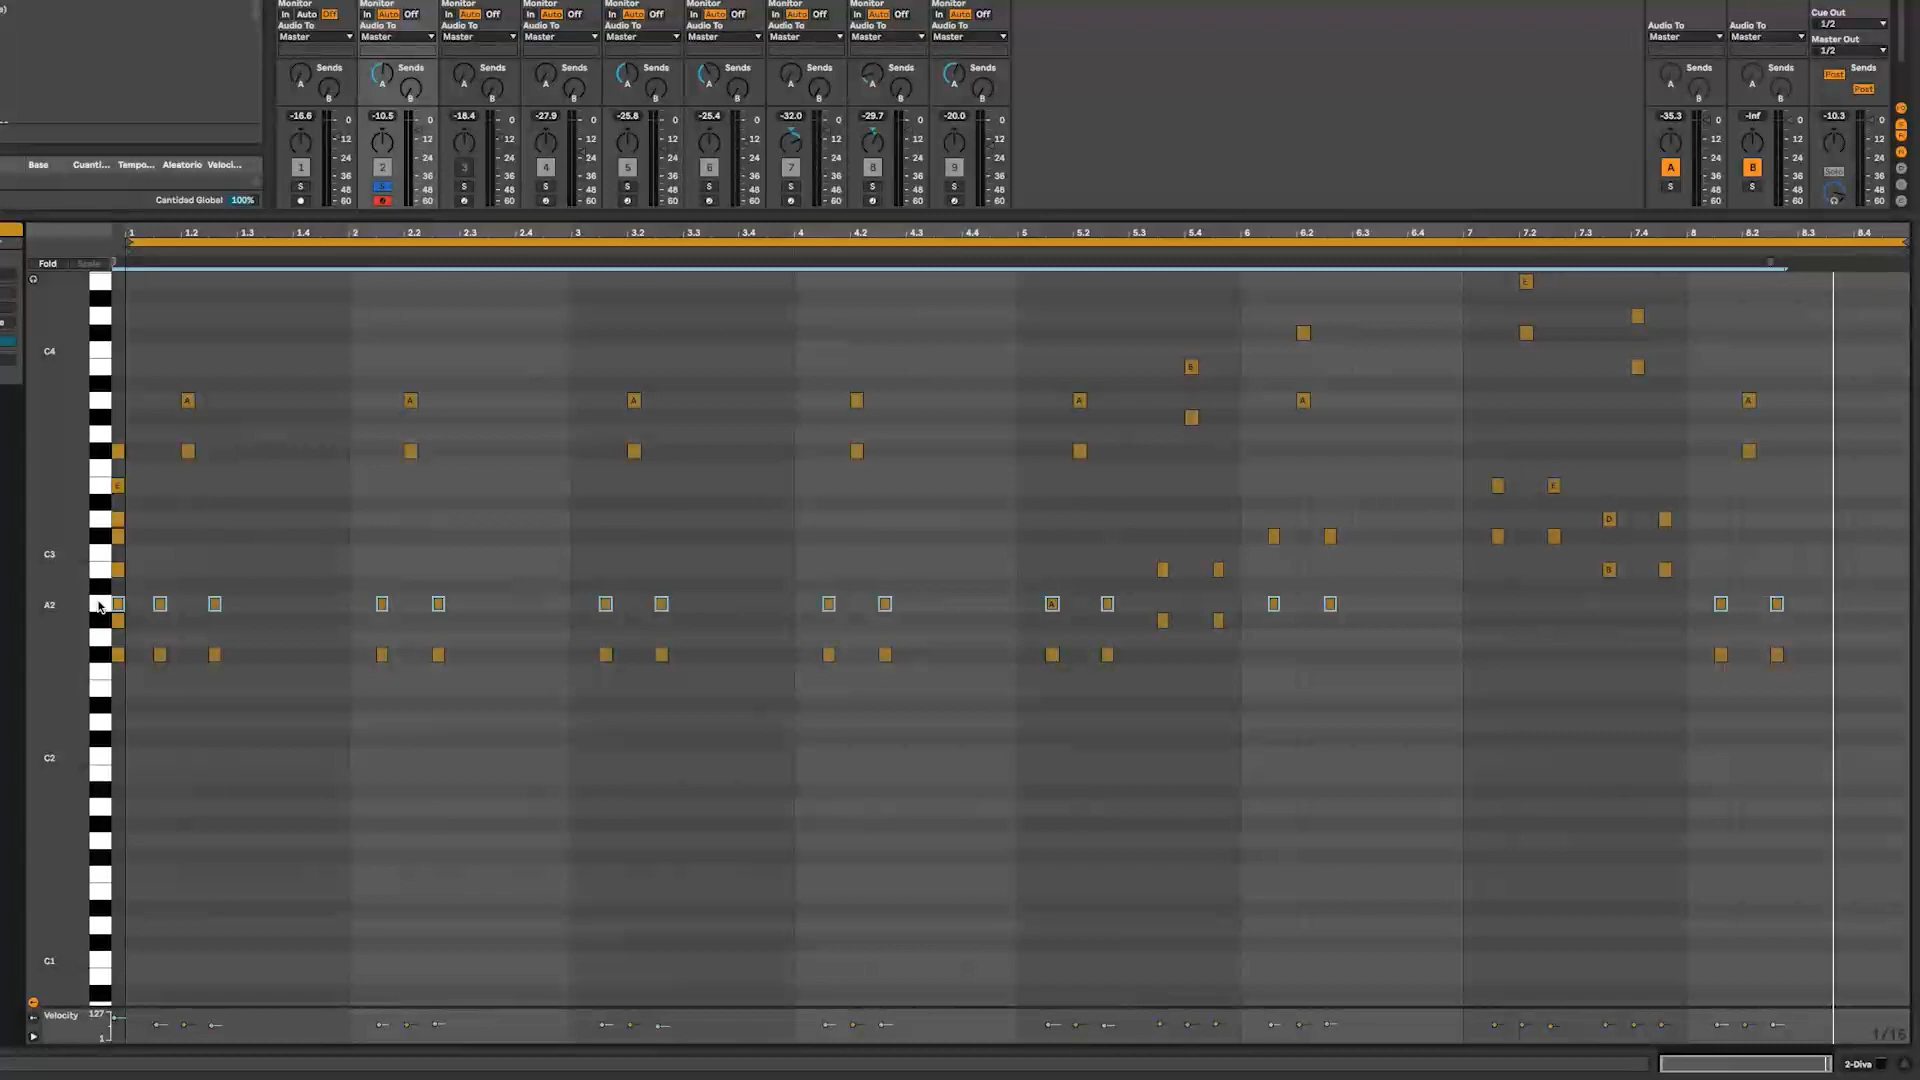 Monitor Monitor Monitor Monitor Monitor Monitor Monitor Monitor Monitor
In Auto Off In Auto Off In Auto Off In Auto Off In Auto Off In Auto Off In Auto Off In Auto Off In Auto Off Cue Out
Audio To Audio To Audio To Audio To Audio To Audio To Audio To Audio To Audio To Audio To Audio To 1/2
Master Master Master Master Master Master Master Master Master Master Master Master Out
1/2
Sends Sends Sends Sends Sends Sends Sends Sends Sends Sends Sends Sends
A A A A A A A A A A A Post
B B B B B B B B B B B Post
-16.6 0 -10.5 0 -18.4 0 -27.9 0 -25.8 0 -25.4 0 -32.0 0 -29.7 0 -20.0 0 -35.3 0 -Inf 0 -10.3 0
12 12 12 12 12 12 12 12 12 12 12 12
24 24 24 24 24 24 24 24 24 24 24 24
Base Cuanti... Tempo... Aleatorio Veloci... 1 2 3 4 5 6 7 8 9 A B Solo
36 36 36 36 36 36 36 36 36 36 36 36
S S S S S S S S S S S
48 48 48 48 48 48 48 48 48 48 48 48
Cantidad Global 100% 60 60 60 60 60 60 60 60 60 60 60 60
1 1.2 1.3 1.4 2 2.2 2.3 2.4 3 3.2 3.3 3.4 4 4.2 4.3 4.4 5 5.2 5.3 5.4 6 6.2 6.3 6.4 7 7.2 7.3 7.4 8 8.2 8.3 8.4
Fold Scale
E
C4
B
A A A A A A
E E
D
C3
B
A2 A
C2
C1
Velocity 127
1
1/16
2-Diva